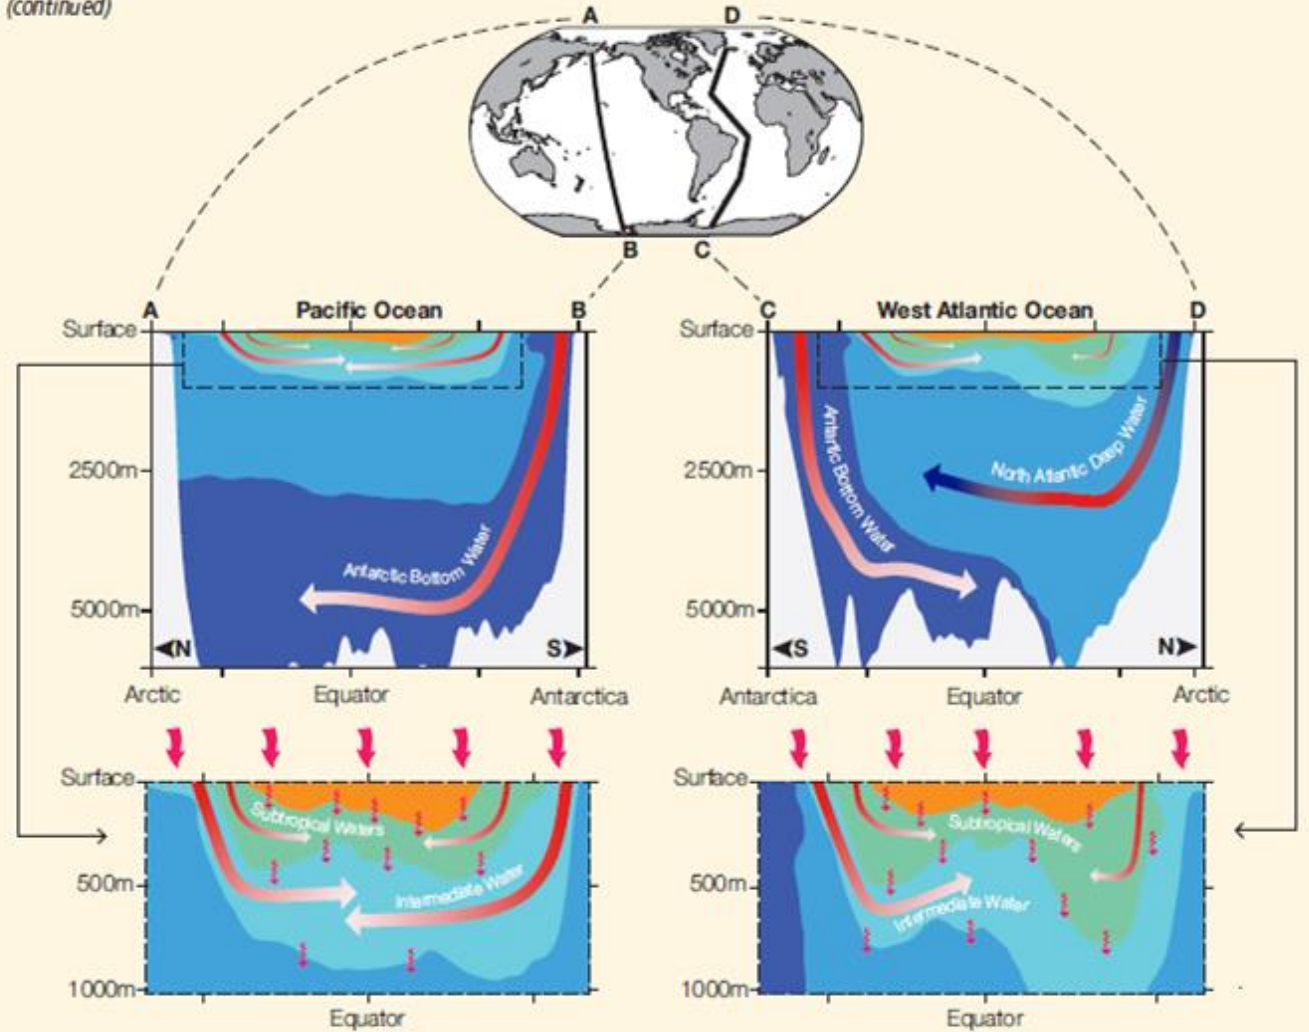 (continued)
A D
B C
A Pacific Ocean B
C West Atlantic Ocean D
Surface
2500m
5000m
Antarctic Bottom Water
N S
Arctic Equator Antarctica
Surface
2500m
5000m
Antartic Bottom Water
North Atlantic Deep Water
S N
Antarctica Equator Arctic
Surface
500m
1000m
Subtropical Waters
Intermediate Water
Equator
Surface
500m
1000m
Subtropical Waters
Intermediate Water
Equator